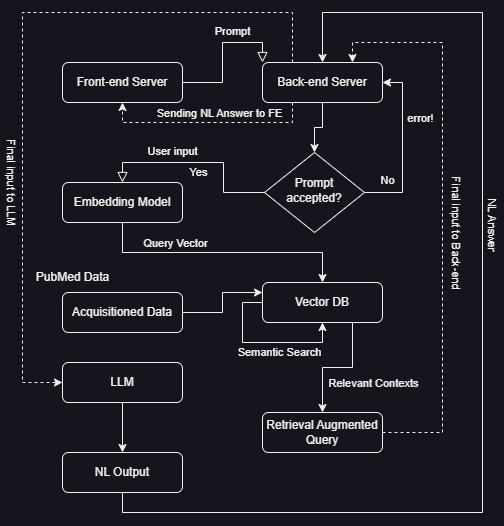 Prompt
Front-end Server
Back-end Server
Sending NL Answer to FE
error!
User input
Yes
Prompt
accepted?
No
Embedding Model
Final input to LLM
Final input to Back-end
NL Answer
Query Vector
PubMed Data
Acquisitioned Data
Vector DB
Semantic Search
LLM
Relevant Contexts
Retrieval Augmented
Query
NL Output